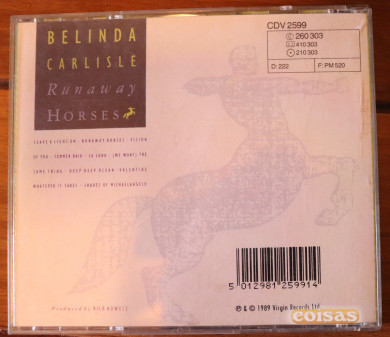 BELINDA
CARLISLE
Runaway
HORSES
LEAVE A LIGHT ON · RUNAWAY HORSES · VISION
OF YOU · SUMMER RAIN · LA LUNA · (WE WANT) THE
SAME THING · DEEP DEEP OCEAN · VALENTINE
WHATEVER IT TAKES · SHADES OF MICHAELANGELO
Produced by RICK NOWELS
CDV 2599
260 303
410 303
210 303
D: 222
F: PM 520
5 012981 259914
℗ & © 1989 Virgin Records Ltd.
coisas